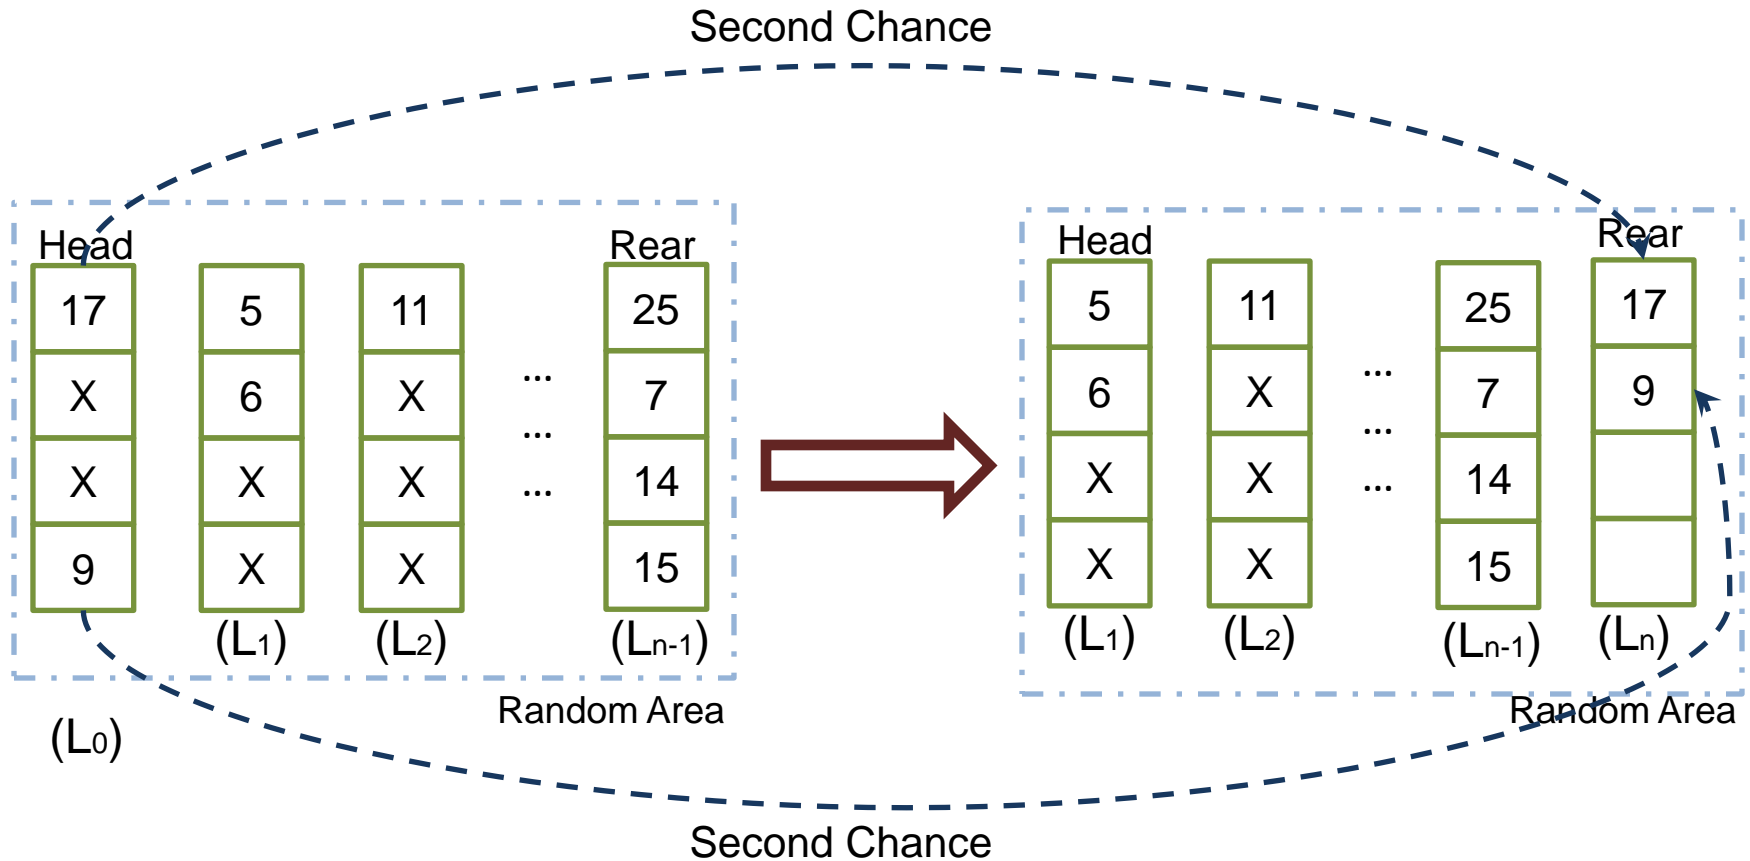 Second Chance
Head Rear
17 5 11 25
X 6 X ... 7
...
X X X ... 14
9 X X 15
(L0) (L1) (L2) (Ln-1)
Random Area
Head Rear
5 11 25 17
6 X ... 7 9
...
X X ... 14
X X 15
(L1) (L2) (Ln-1) (Ln)
Random Area
Second Chance